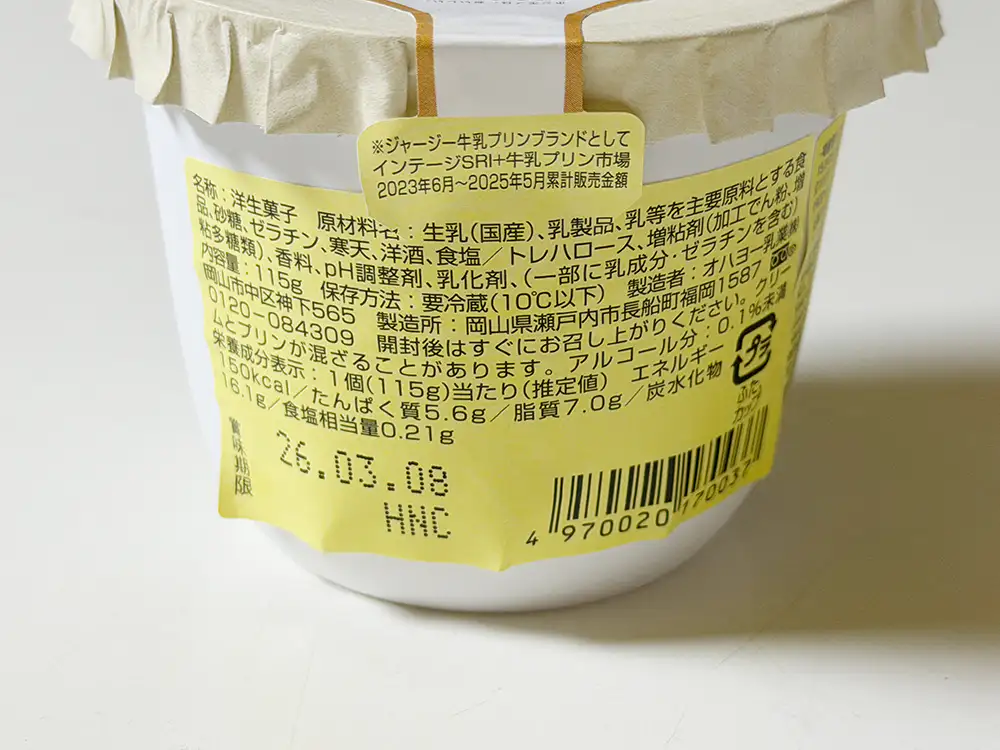 ※ジャージー牛乳プリンブランドとして
インテージSRI+牛乳プリン市場
2023年6月～2025年5月累計販売金額
名称：洋生菓子 原材料名：生乳(国産)、乳製品、乳等を主要原料とする食
品、砂糖、ゼラチン、寒天、洋酒、食塩／トレハロース、増粘剤(加工でん粉、増
粘多糖類)、香料、pH調整剤、乳化剤、(一部に乳成分・ゼラチンを含む)
内容量：115g 保存方法：要冷蔵(10℃以下) 製造者：オハヨー乳業㈱
岡山市中区神下565 製造所：岡山県瀬戸内市長船町福岡1587
0120-084309 開封後はすぐにお召し上がりください。クリー
ムとプリンが混ざることがあります。アルコール分：0.1%未満
栄養成分表示：1個(115g)当たり(推定値) エネルギー
150kcal／たんぱく質5.6g／脂質7.0g／炭水化物
16.1g／食塩相当量0.21g
プラ
ふた
カップ
賞味期限
26.03.08
HNC
4 970020 170037